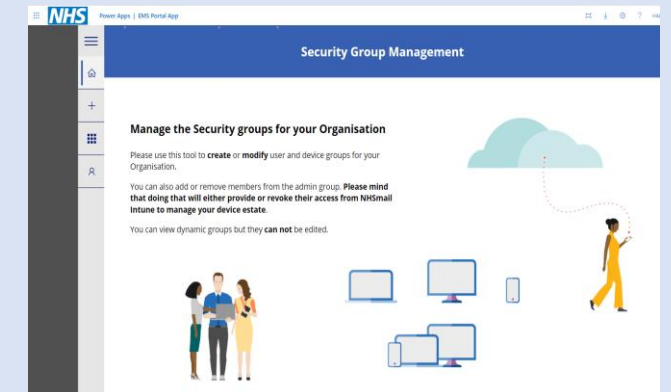 NHS Power Apps | EMS Portal App
Security Group Management
Manage the Security groups for your Organisation
Please use this tool to create or modify user and device groups for your
Organisation.
You can also add or remove members from the admin group. Please mind
that doing that will either provide or revoke their access from NHSmail
Intune to manage your device estate.
You can view dynamic groups but they can not be edited.